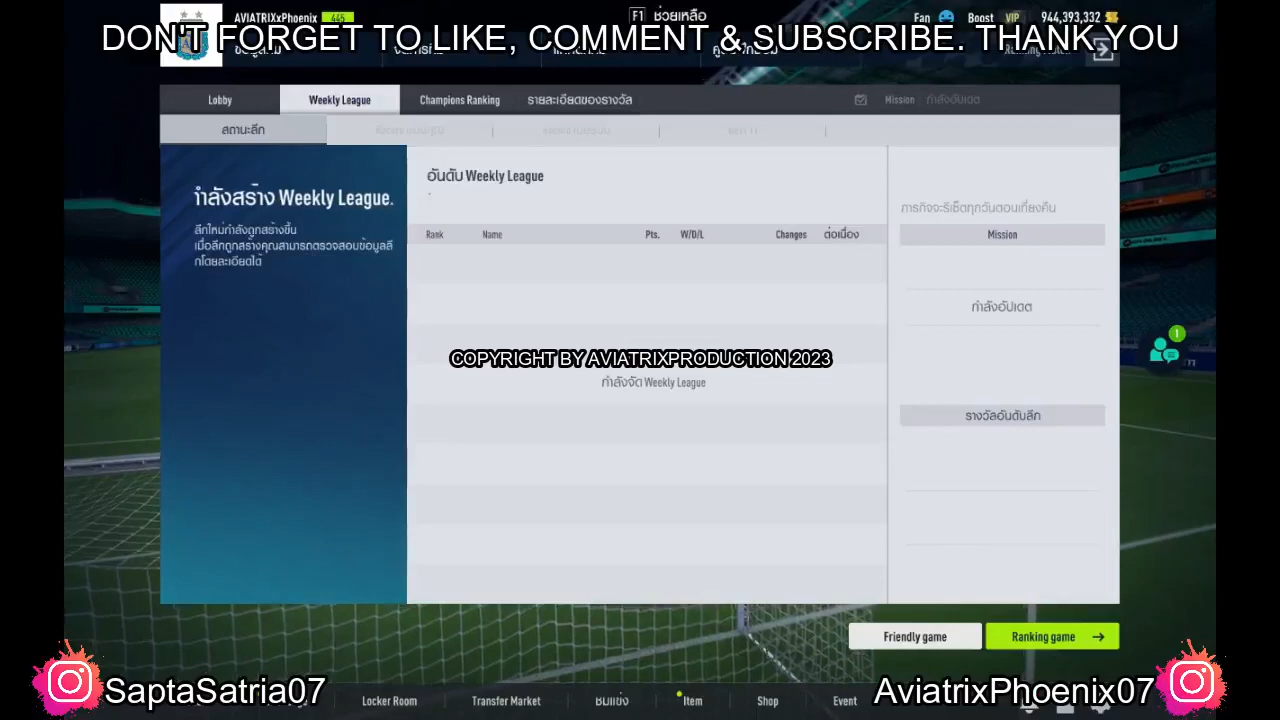 AVIATRIXxPhoenix 445
F1 ช่วยเหลือ
Fan Boost VIP 944,393,332
DON'T FORGET TO LIKE, COMMENT & SUBSCRIBE. THANK YOU
Lobby Weekly League Champions Ranking รายละเอียดของรางวัล Mission กำลังอัปเดต
สถานะลีก
กำลังสร้าง Weekly League.
ลีกใหม่กำลังถูกสร้างขึ้น
เมื่อลีกถูกสร้างคุณสามารถตรวจสอบข้อมูลลี
กโดยละเอียดได้
อันดับ Weekly League
Rank Name Pts. W/D/L Changes ต่อเนื่อง
ภารกิจจะรีเซ็ตทุกวันตอนเที่ยงคืน
Mission
กำลังอัปเดต
1
COPYRIGHT BY AVIATRIXPRODUCTION 2023
กำลังจัด Weekly League
รางวัลอันดับลีก
Friendly game Ranking game
SaptaSatria07
Locker Room Transfer Market ซิมแข่ง Item Shop Event
AviatrixPhoenix07